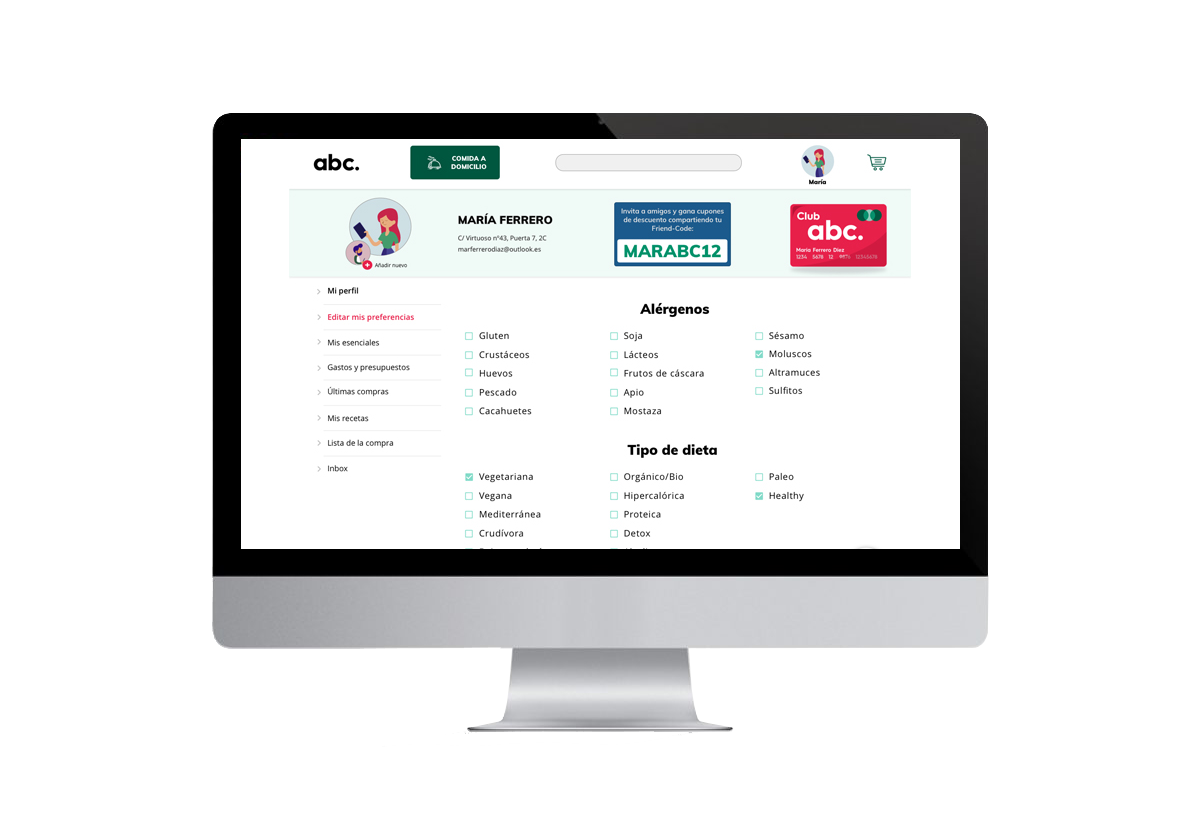 abc.
COMIDA A
DOMICILIO
María
Añadir nuevo
MARÍA FERRERO
C/ Virtuoso nº43, Puerta 7, 2C
marferrerodiaz@outlook.es
Invita a amigos y gana cupones
de descuento compartiendo tu
Friend-Code:
MARABC12
Club
abc.
María Ferrero Díez
1234 5678 12
Mi perfil
Editar mis preferencias
Mis esenciales
Gastos y presupuestos
Últimas compras
Mis recetas
Lista de la compra
Inbox
Alérgenos
Gluten
Crustáceos
Huevos
Pescado
Cacahuetes
Soja
Lácteos
Frutos de cáscara
Apio
Mostaza
Sésamo
Moluscos
Altramuces
Sulfitos
Tipo de dieta
Vegetariana
Vegana
Mediterránea
Crudívora
Orgánico/Bio
Hipercalórica
Proteica
Detox
Paleo
Healthy